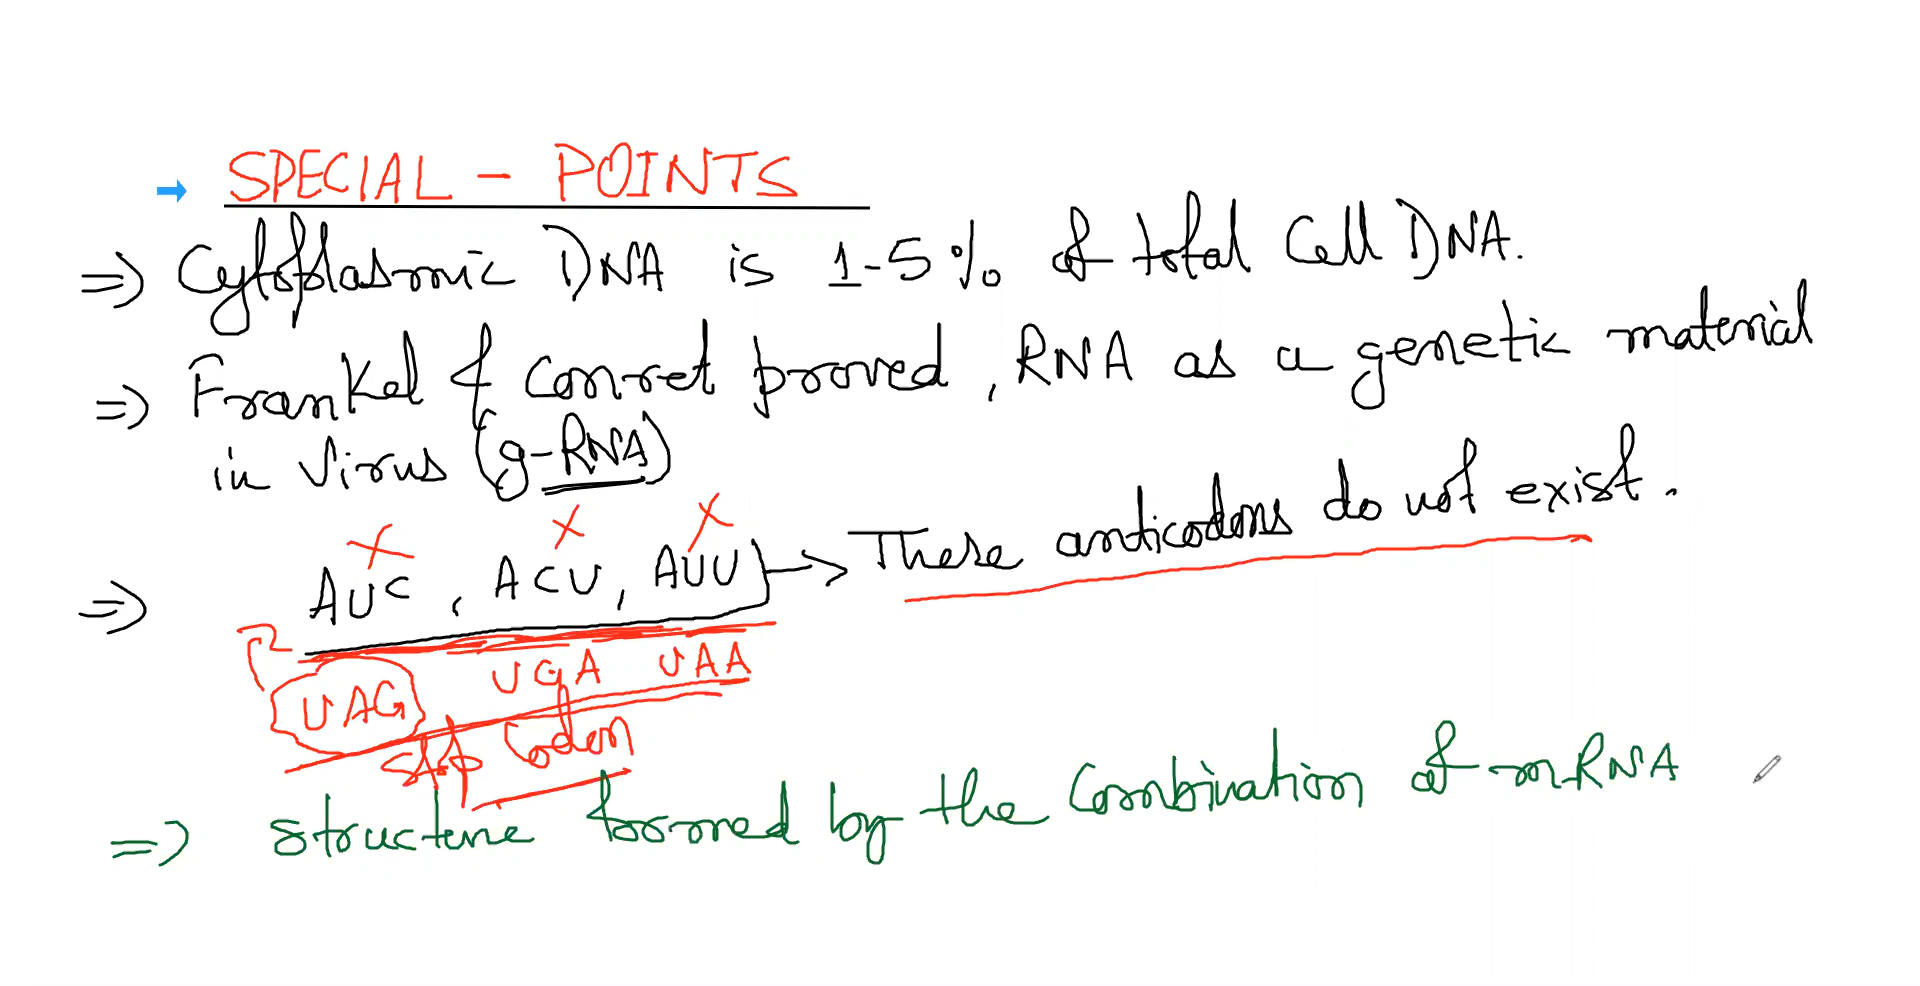 → SPECIAL - POINTS
⇒ Cytoplasmic DNA is 1-5% of total Cell DNA.
⇒ Frankel & conret proved, RNA as a genetic material
in Virus (g-RNA)
⇒ AUC, ACU, AUU → These anticodons do not exist.
UAG UGA UAA
stop Codon
⇒ structure formed by the Combination of m-RNA